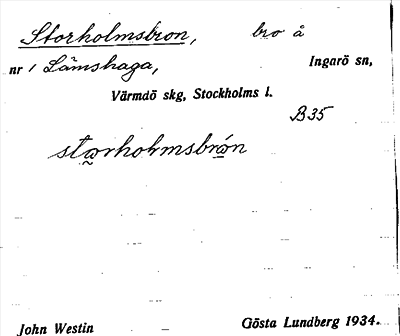 Storholmsbron, bro å
nr 1 Lämshaga, Ingarö sn,
Värmdö skg, Stockholms l.
B35
storholmsbrón
John Westin Gösta Lundberg 1934.